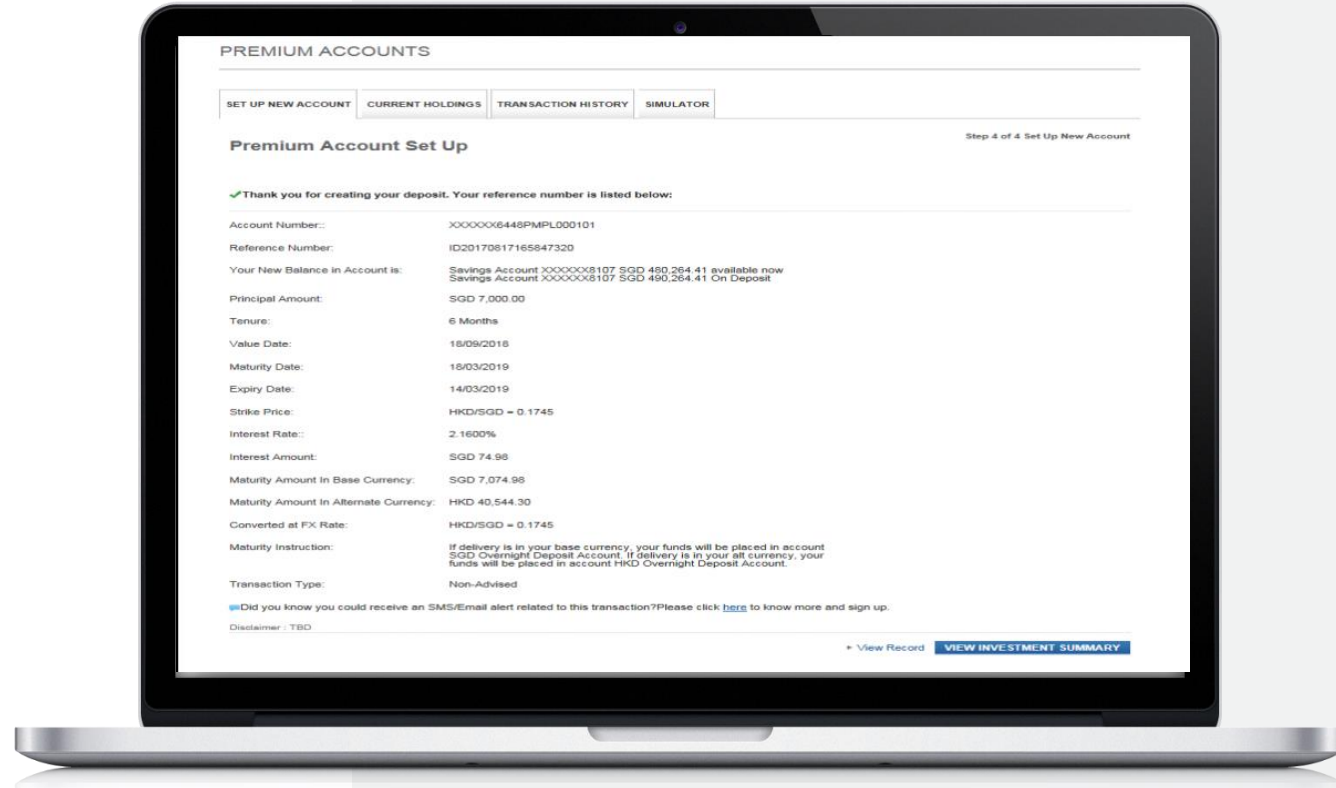 PREMIUM ACCOUNTS
SET UP NEW ACCOUNT CURRENT HOLDINGS TRANSACTION HISTORY SIMULATOR
Step 4 of 4 Set Up New Account
Premium Account Set Up
Thank you for creating your deposit. Your reference number is listed below:
Account Number:: XXXXXX6448PMPL000101
Reference Number: ID20170817165847320
Your New Balance in Account is: Savings Account XXXXXX8107 SGD 480,264.41 available now
Savings Account XXXXXX8107 SGD 490,264.41 On Deposit
Principal Amount: SGD 7,000.00
Tenure: 6 Months
Value Date: 18/09/2018
Maturity Date: 18/03/2019
Expiry Date: 14/03/2019
Strike Price: HKD/SGD = 0.1745
Interest Rate:: 2.1600%
Interest Amount: SGD 74.98
Maturity Amount In Base Currency: SGD 7,074.98
Maturity Amount In Alternate Currency: HKD 40,544.30
Converted at FX Rate: HKD/SGD = 0.1745
Maturity Instruction: If delivery is in your base currency, your funds will be placed in account
SGD Overnight Deposit Account. If delivery is in your alt currency, your
funds will be placed in account HKD Overnight Deposit Account.
Transaction Type: Non-Advised
Did you know you could receive an SMS/Email alert related to this transaction?Please click here to know more and sign up.
Disclaimer : TBD
View Record VIEW INVESTMENT SUMMARY